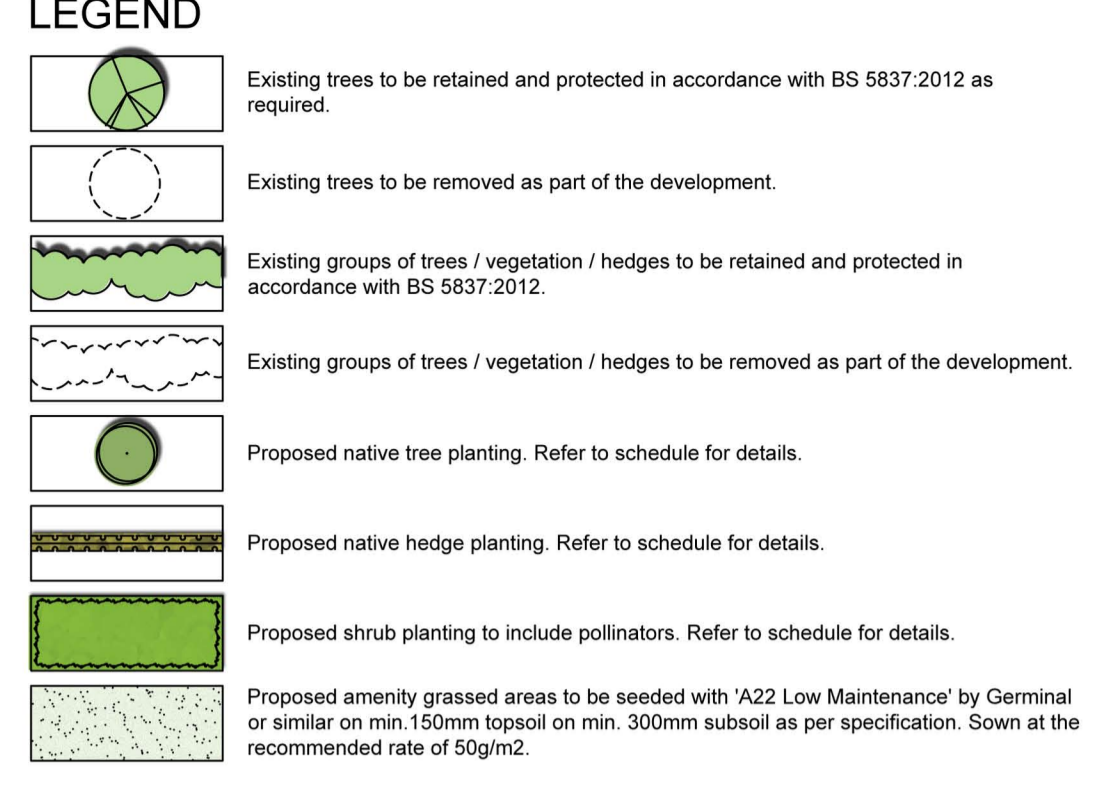 LEGEND
Existing trees to be retained and protected in accordance with BS 5837:2012 as
required.
Existing trees to be removed as part of the development.
Existing groups of trees / vegetation / hedges to be retained and protected in
accordance with BS 5837:2012.
Existing groups of trees / vegetation / hedges to be removed as part of the development.
Proposed native tree planting. Refer to schedule for details.
Proposed native hedge planting. Refer to schedule for details.
Proposed shrub planting to include pollinators. Refer to schedule for details.
Proposed amenity grassed areas to be seeded with 'A22 Low Maintenance' by Germinal
or similar on min.150mm topsoil on min. 300mm subsoil as per specification. Sown at the
recommended rate of 50g/m2.